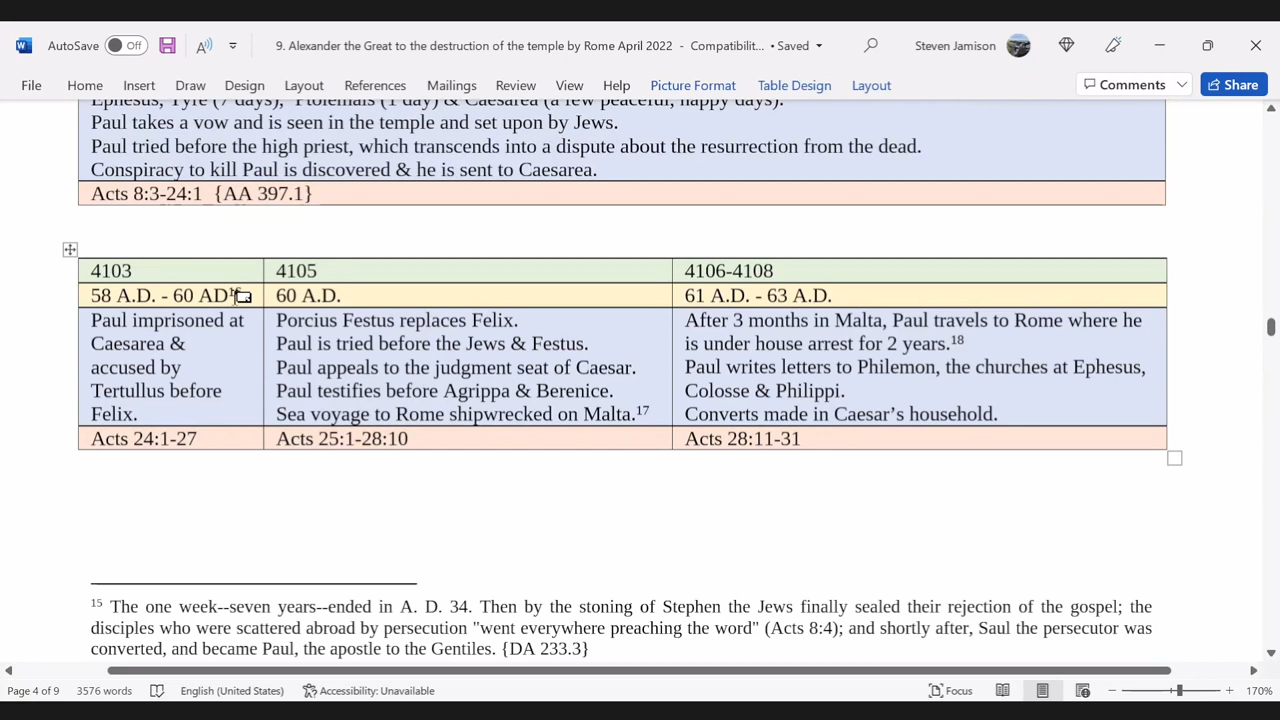 AutoSave Off 9. Alexander the Great to the destruction of the temple by Rome April 2022 - Compatibilit... • Saved Steven Jamison
File Home Insert Draw Design Layout References Mailings Review View Help Picture Format Table Design Layout Comments Share
Ephesus, Tyre (7 days), Ptolemais (1 day) & Caesarea (a few peaceful, happy days).
Paul takes a vow and is seen in the temple and set upon by Jews.
Paul tried before the high priest, which transcends into a dispute about the resurrection from the dead.
Conspiracy to kill Paul is discovered & he is sent to Caesarea.
Acts 8:3-24:1 {AA 397.1}
4103 4105 4106-4108
58 A.D. - 60 AD 60 A.D. 61 A.D. - 63 A.D.
Paul imprisoned at
Caesarea &
accused by
Tertullus before
Felix.
Porcius Festus replaces Felix.
Paul is tried before the Jews & Festus.
Paul appeals to the judgment seat of Caesar.
Paul testifies before Agrippa & Berenice.
Sea voyage to Rome shipwrecked on Malta.17
After 3 months in Malta, Paul travels to Rome where he
is under house arrest for 2 years.18
Paul writes letters to Philemon, the churches at Ephesus,
Colosse & Philippi.
Converts made in Caesar's household.
Acts 24:1-27 Acts 25:1-28:10 Acts 28:11-31
15 The one week--seven years--ended in A. D. 34. Then by the stoning of Stephen the Jews finally sealed their rejection of the gospel; the
disciples who were scattered abroad by persecution "went everywhere preaching the word" (Acts 8:4); and shortly after, Saul the persecutor was
converted, and became Paul, the apostle to the Gentiles. {DA 233.3}
Page 4 of 9 3576 words English (United States) Accessibility: Unavailable Focus 170%